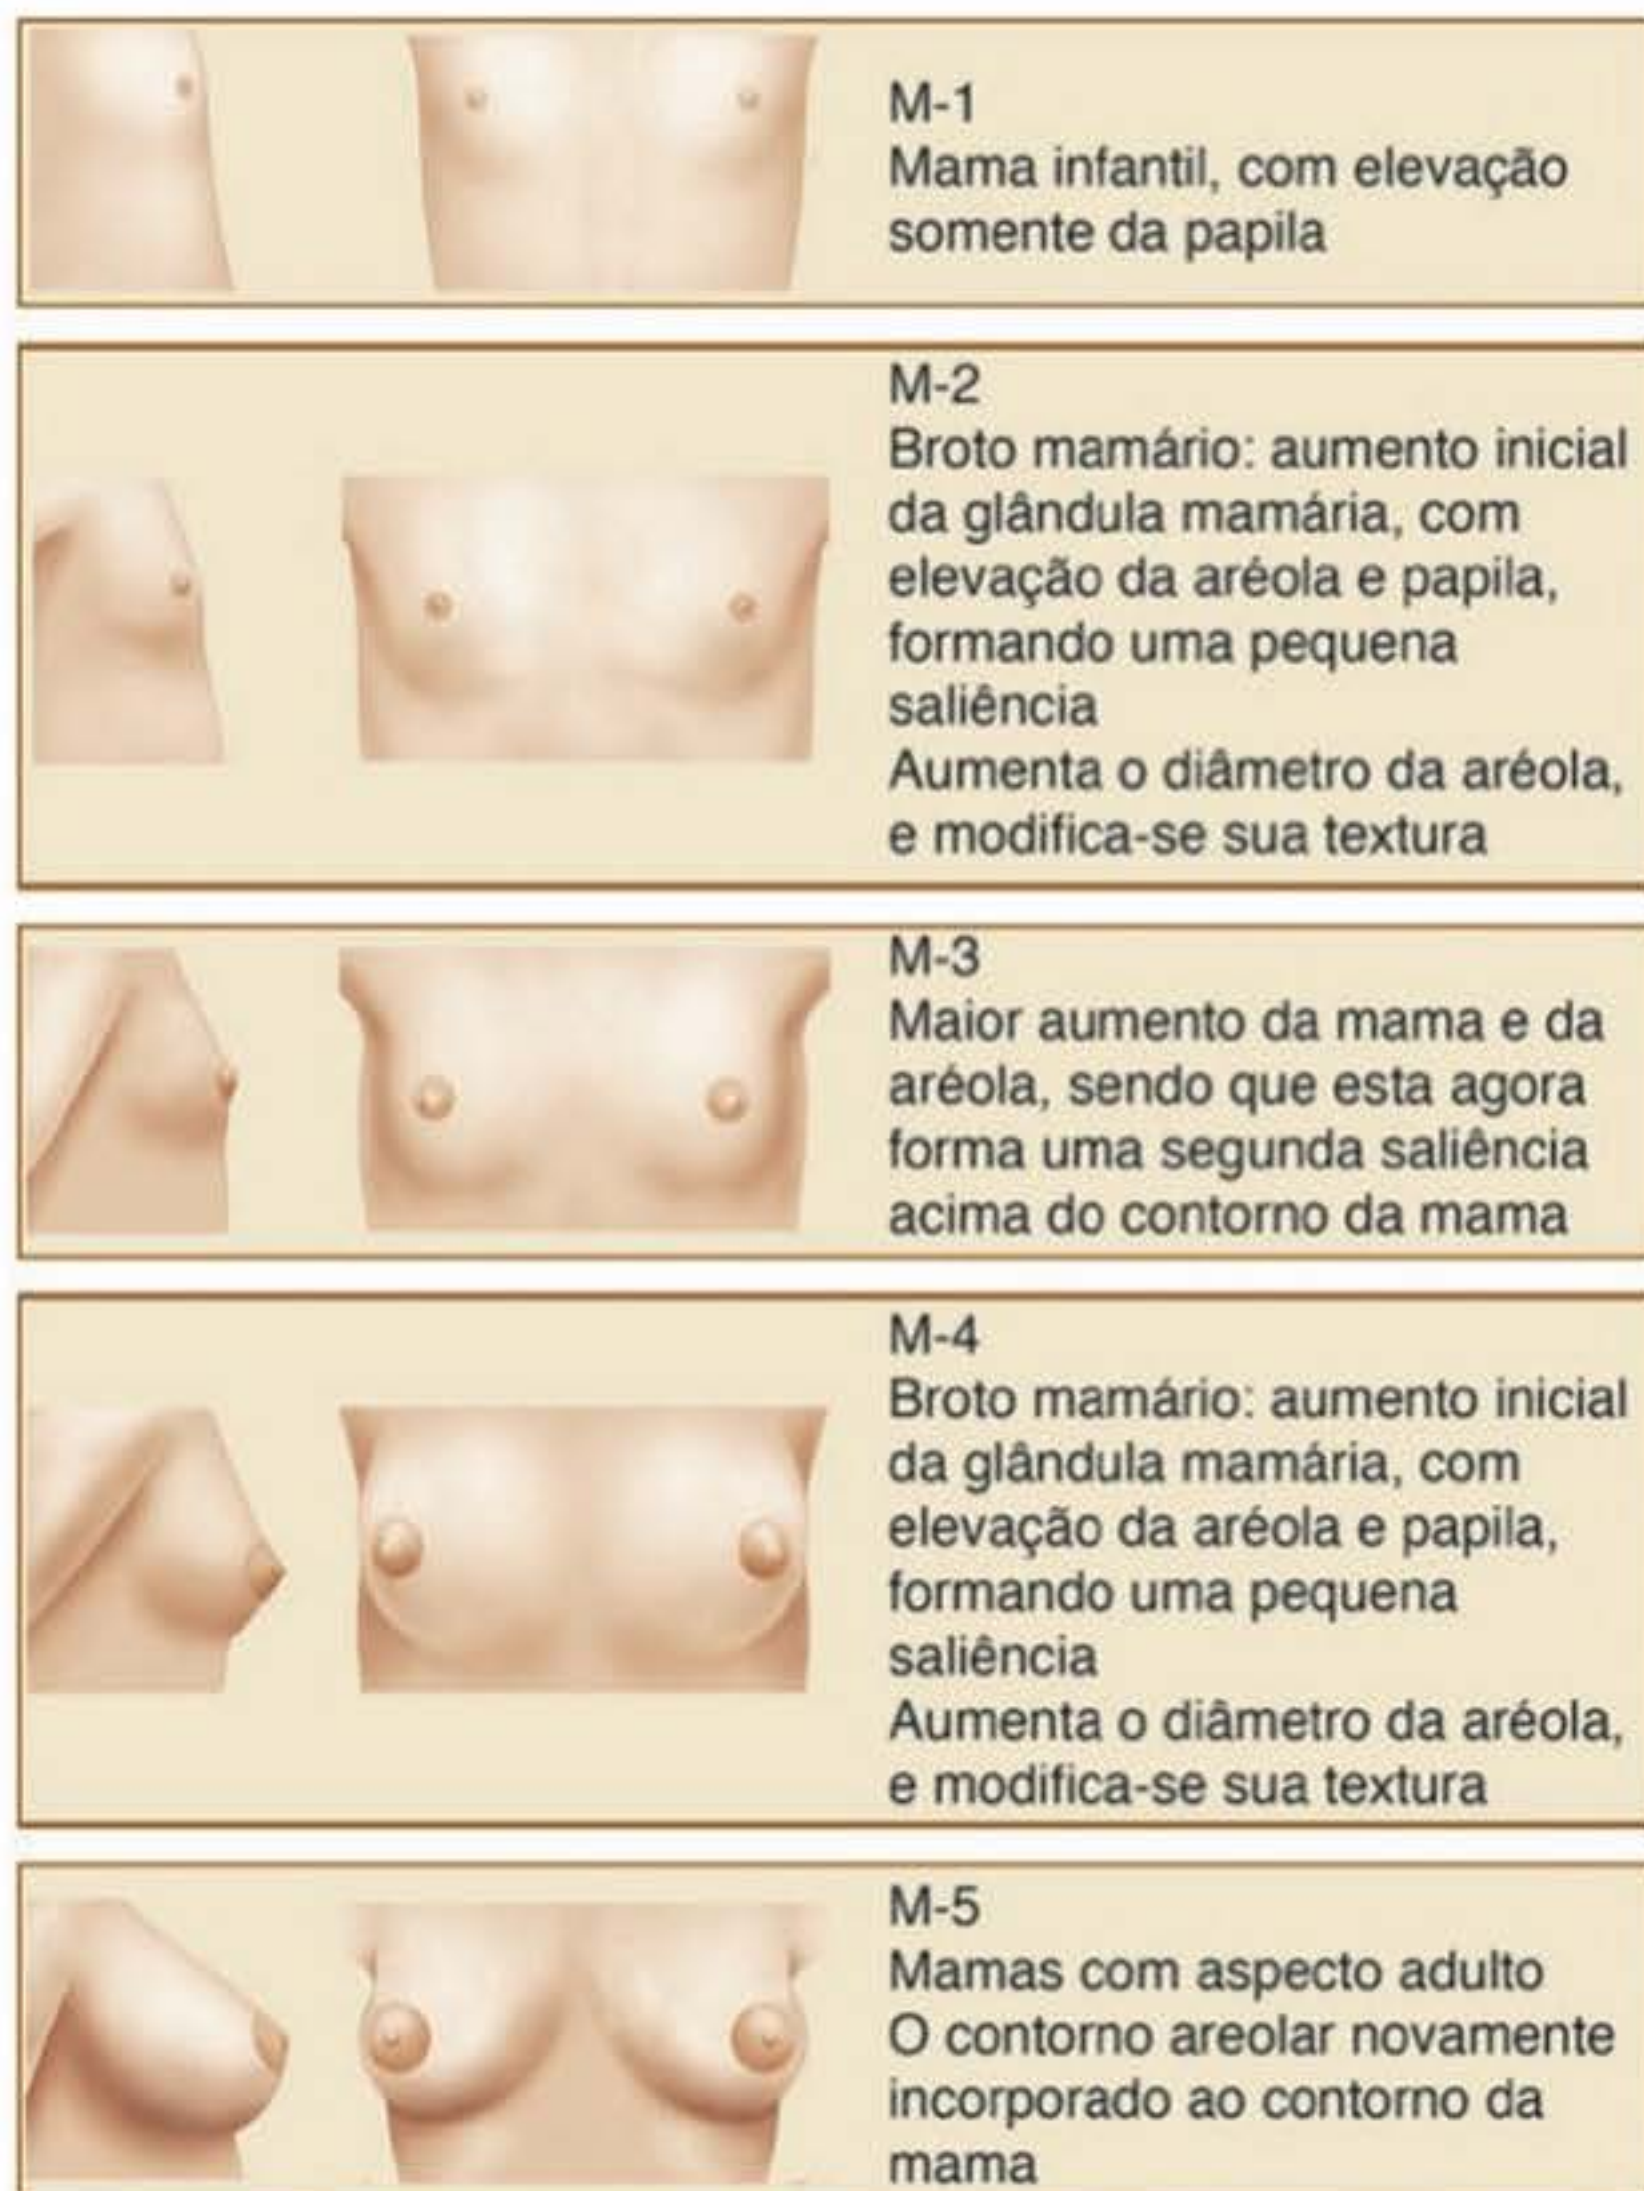 M-1
Mama infantil, com elevação
somente da papila
M-2
Broto mamário: aumento inicial
da glândula mamária, com
elevação da aréola e papila,
formando uma pequena
saliência
Aumenta o diâmetro da aréola,
e modifica-se sua textura
M-3
Maior aumento da mama e da
aréola, sendo que esta agora
forma uma segunda saliência
acima do contorno da mama
M-4
Broto mamário: aumento inicial
da glândula mamária, com
elevação da aréola e papila,
formando uma pequena
saliência
Aumenta o diâmetro da aréola,
e modifica-se sua textura
M-5
Mamas com aspecto adulto
O contorno areolar novamente
incorporado ao contorno da
mama